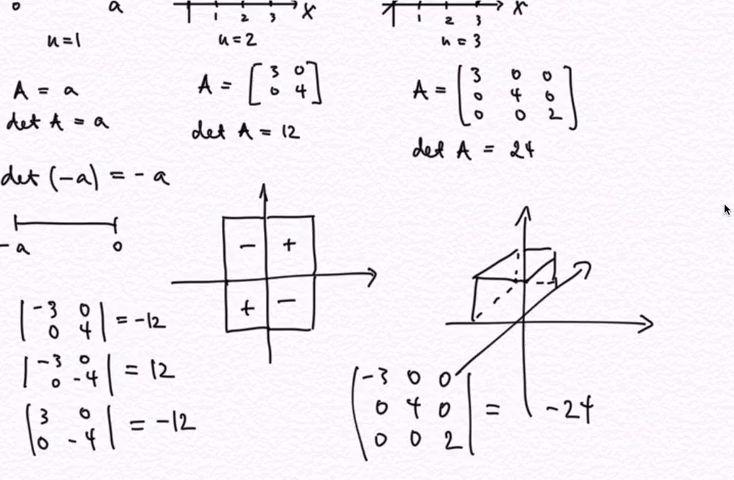 0 a
1 2 3 x
1 2 3 x
n=1
n=2
n=3
A = a
det A = a
A = [3 0
0 4]
det A = 12
A = [3 0 0
0 4 0
0 0 2]
det A = 24
det (-a) = -a
-a 0
- +
+ -
|-3 0
0 4| = -12
|-3 0
0 -4| = 12
|3 0
0 -4| = -12
|-3 0 0
0 4 0
0 0 2| = -24